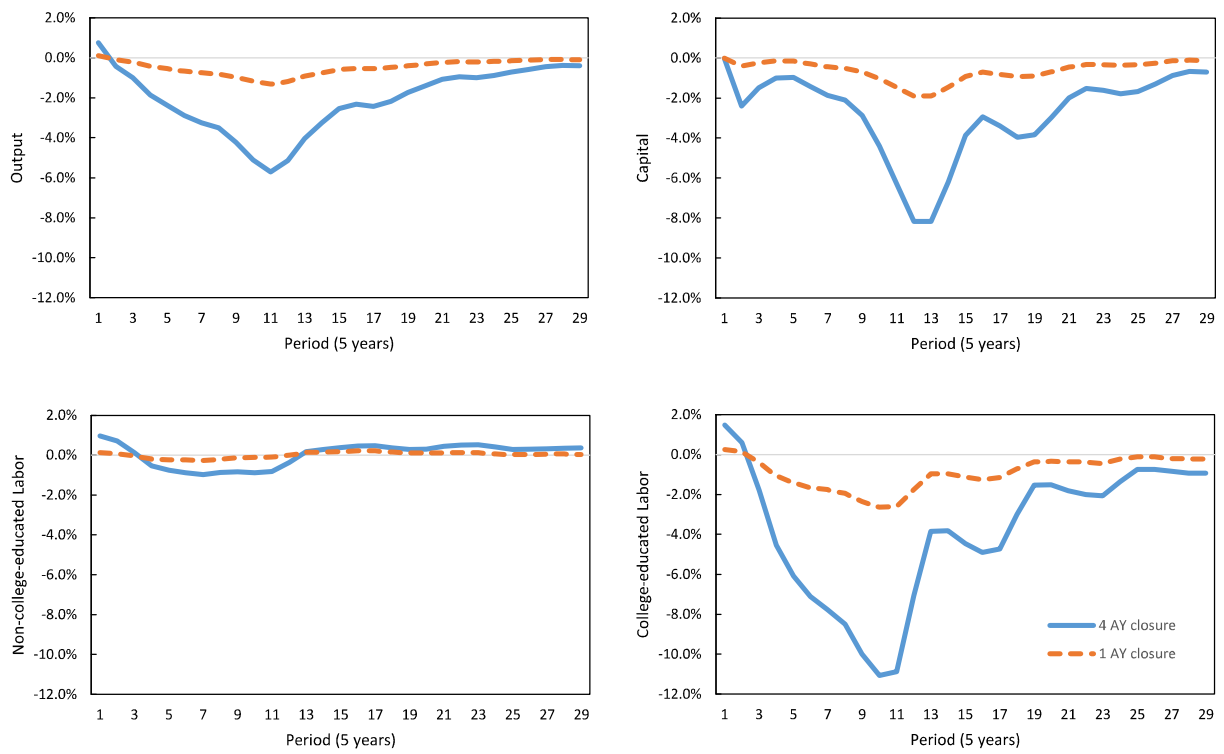 2.0%
0.0%
-2.0%
-4.0%
-6.0%
-8.0%
-10.0%
-12.0%
Output
1 3 5 7 9 11 13 15 17 19 21 23 25 27 29
Period (5 years)
2.0%
0.0%
-2.0%
-4.0%
-6.0%
-8.0%
-10.0%
-12.0%
Capital
1 3 5 7 9 11 13 15 17 19 21 23 25 27 29
Period (5 years)
2.0%
0.0%
-2.0%
-4.0%
-6.0%
-8.0%
-10.0%
-12.0%
Non-college-educated Labor
1 3 5 7 9 11 13 15 17 19 21 23 25 27 29
Period (5 years)
2.0%
0.0%
-2.0%
-4.0%
-6.0%
-8.0%
-10.0%
-12.0%
College-educated Labor
4 AY closure
1 AY closure
1 3 5 7 9 11 13 15 17 19 21 23 25 27 29
Period (5 years)